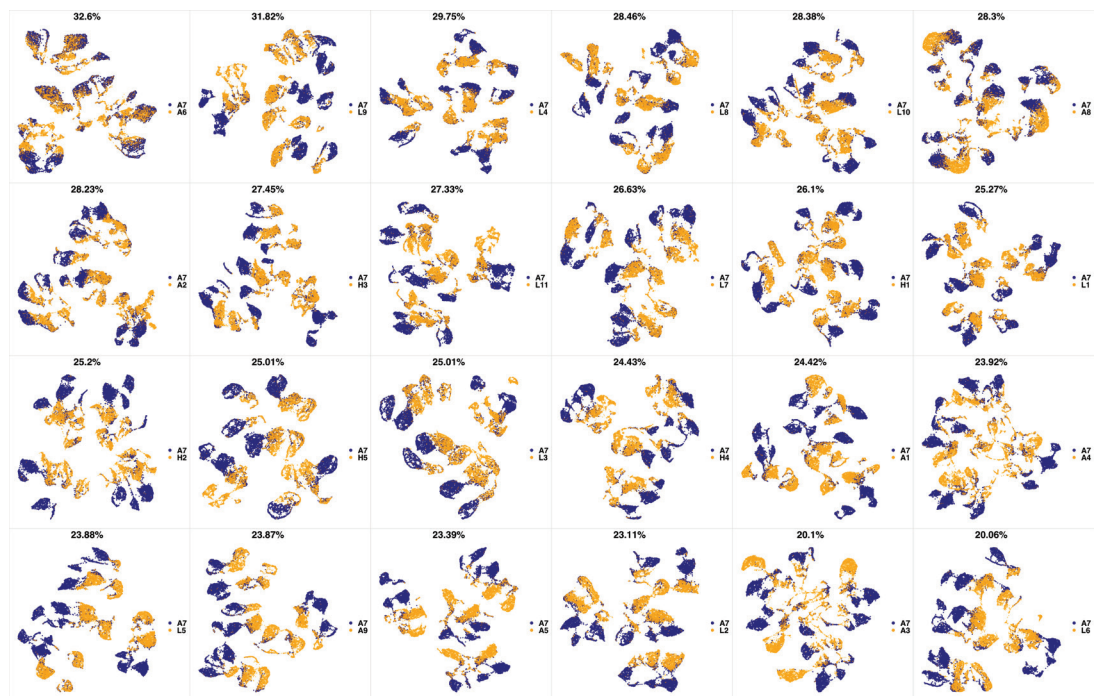 32.6%
A7
A6
31.82%
A7
L9
29.75%
A7
L4
28.46%
A7
L8
28.38%
A7
L10
28.3%
A7
A8
28.23%
A7
A2
27.45%
A7
H3
27.33%
A7
L11
26.63%
A7
L7
26.1%
A7
H1
25.27%
A7
L1
25.2%
A7
H2
25.01%
A7
H5
25.01%
A7
L3
24.43%
A7
H4
24.42%
A7
A1
23.92%
A7
A4
23.88%
A7
L5
23.87%
A7
A9
23.39%
A7
A5
23.11%
A7
L2
20.1%
A7
A3
20.06%
A7
L6